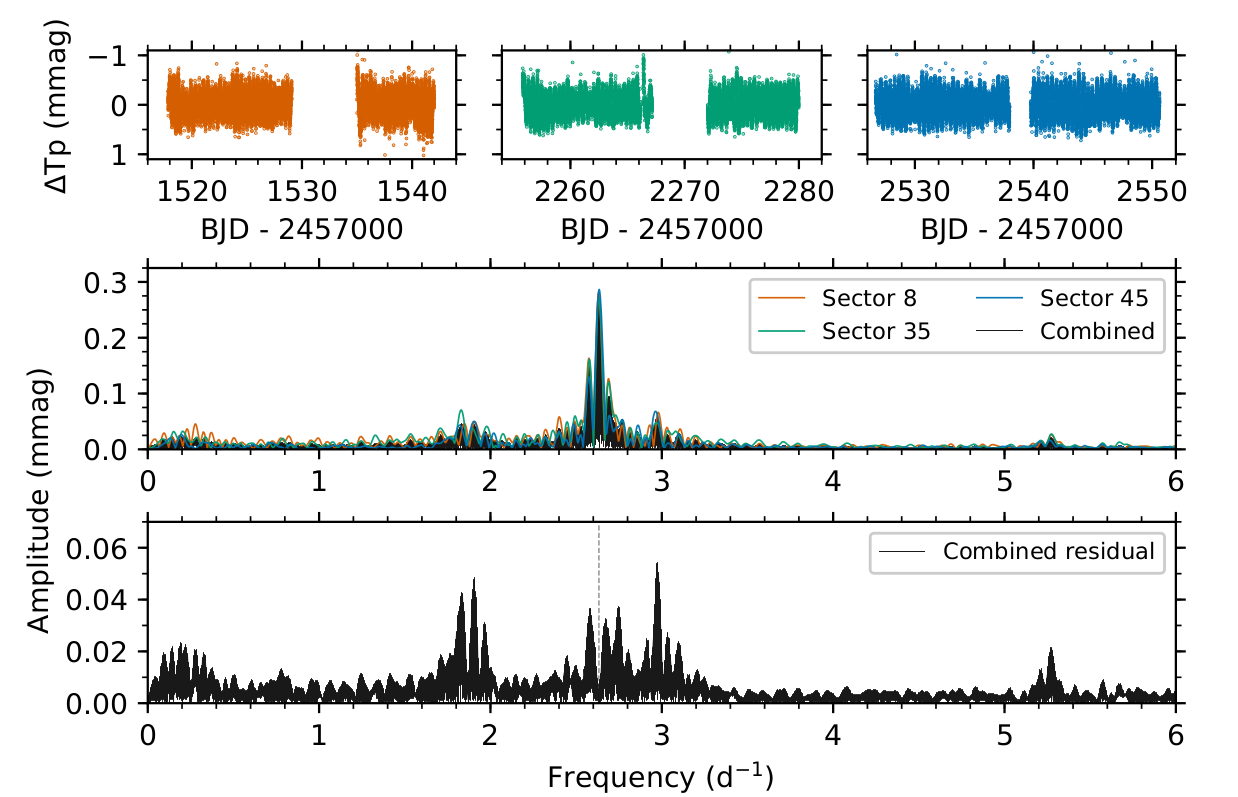 ΔTp (mmag)
−1
0
1
1520 1530 1540
2260 2270 2280
2530 2540 2550
BJD - 2457000 BJD - 2457000 BJD - 2457000
Amplitude (mmag)
0.3
0.2
0.1
0.0
Sector 8 Sector 45
Sector 35 Combined
0 1 2 3 4 5 6
0.06
0.04
0.02
0.00
Combined residual
0 1 2 3 4 5 6
Frequency (d⁻¹)